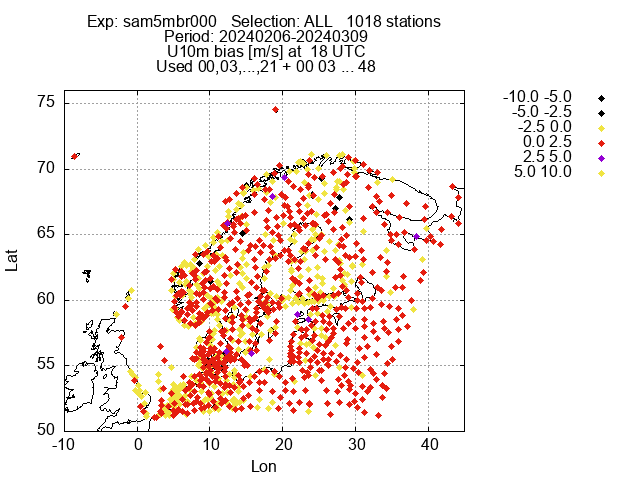 Exp: sam5mbr000   Selection: ALL   1018 stations
Period: 20240206-20240309
U10m bias [m/s] at  18 UTC
Used 00,03,...,21 + 00 03 ... 48
-10.0 -5.0
-5.0 -2.5
-2.5 0.0
0.0 2.5
2.5 5.0
5.0 10.0
75
70
65
60
55
50
Lat
-10 0 10 20 30 40
Lon